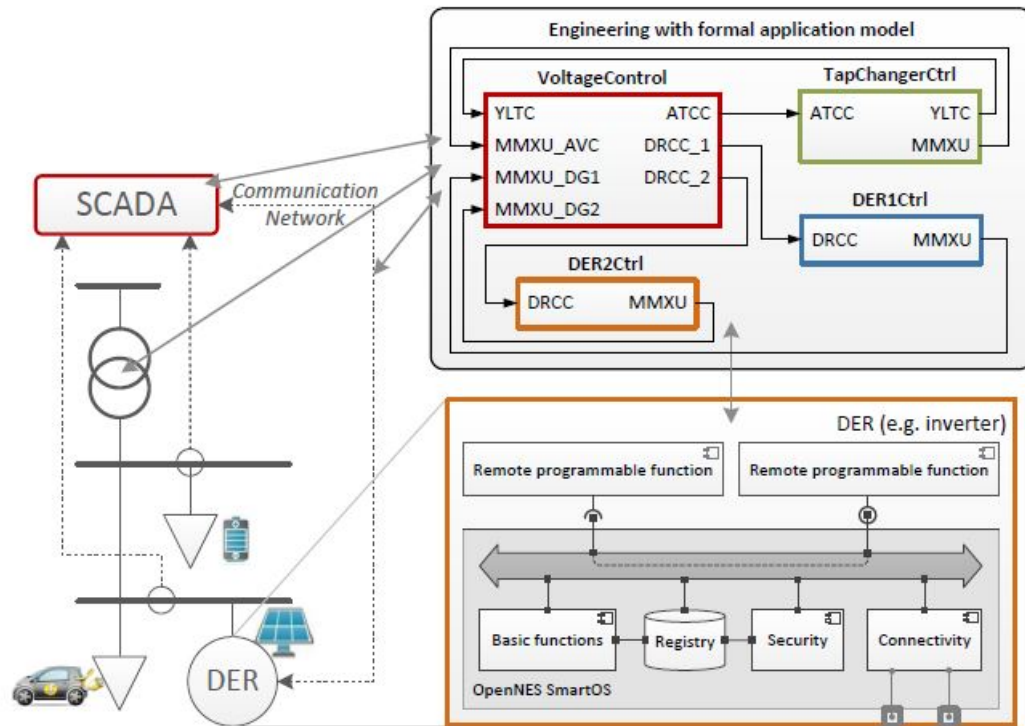 Engineering with formal application model
VoltageControl
TapChangerCtrl
YLTC
ATCC
MMXU_AVC
DRCC_1
MMXU_DG1
DRCC_2
MMXU_DG2
ATCC
YLTC
MMXU
DER1Ctrl
DRCC
MMXU
DER2Ctrl
DRCC
MMXU
SCADA
Communication
Network
DER
DER (e.g. inverter)
Remote programmable function
Remote programmable function
Basic functions
Registry
Security
Connectivity
OpenNES SmartOS